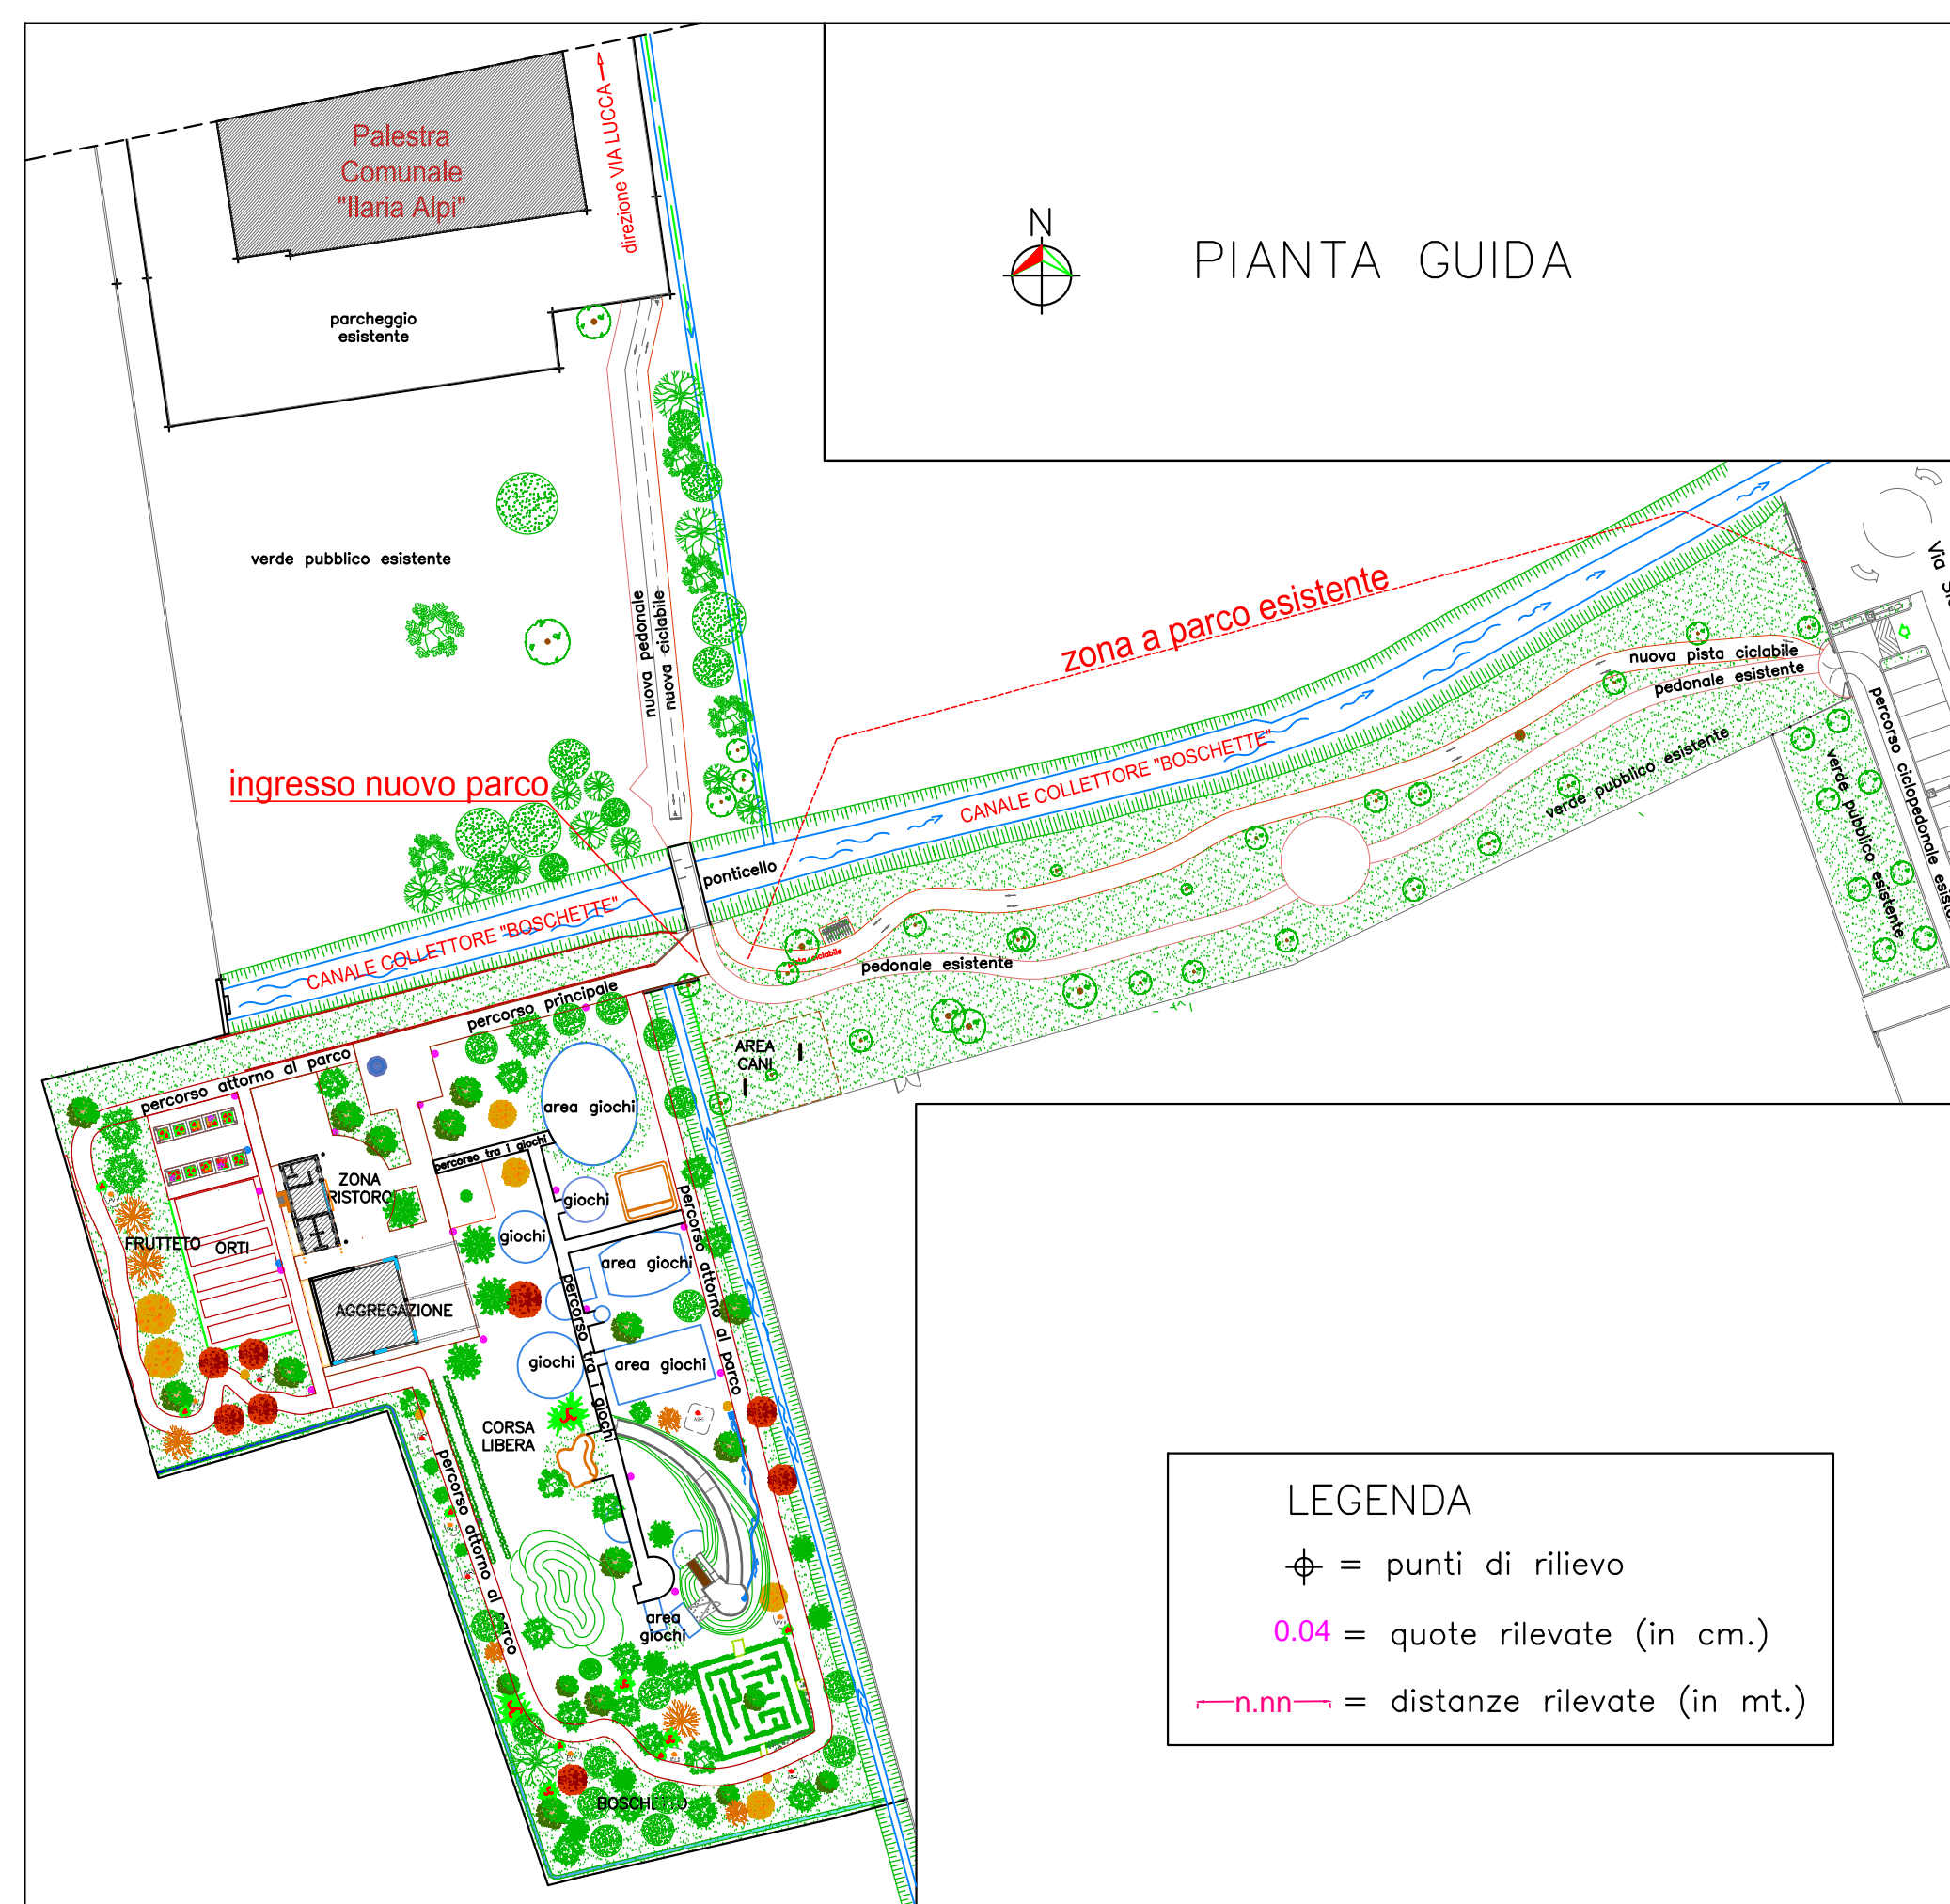 Palestra
Comunale
"Ilaria Alpi"
direzione VIA LUCCA
N
PIANTA GUIDA
parcheggio
esistente
verde pubblico esistente
nuova pedonale
nuova ciclabile
zona a parco esistente
Via
nuova pista ciclabile
pedonale esistente
percorso ciclopedonale
verde pubblico esistente
verde pubblico esistente
ingresso nuovo parco
CANALE COLLETTORE "BOSCHETTE"
ponticello
CANALE COLLETTORE "BOSCHETTE"
pista ciclabile
pedonale esistente
percorso principale
AREA
CANI
percorso attorno al parco
area giochi
percorso tra i giochi
ZONA
RISTORO
giochi
giochi
FRUTTETO
ORTI
area giochi
percorso attorno al parco
AGGREGAZIONE
percorso tra i giochi
giochi
area giochi
CORSA
LIBERA
percorso attorno al parco
area
giochi
BOSCHETTO
LEGENDA
= punti di rilievo
0.04 = quote rilevate (in cm.)
n.nn = distanze rilevate (in mt.)